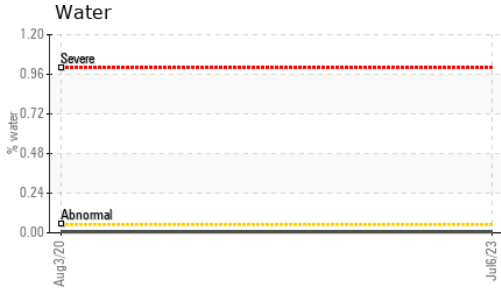 Water
1.20
Severe
0.96
0.72
% water
0.48
0.24
Abnormal
0.00
Aug3/20
Jul6/23